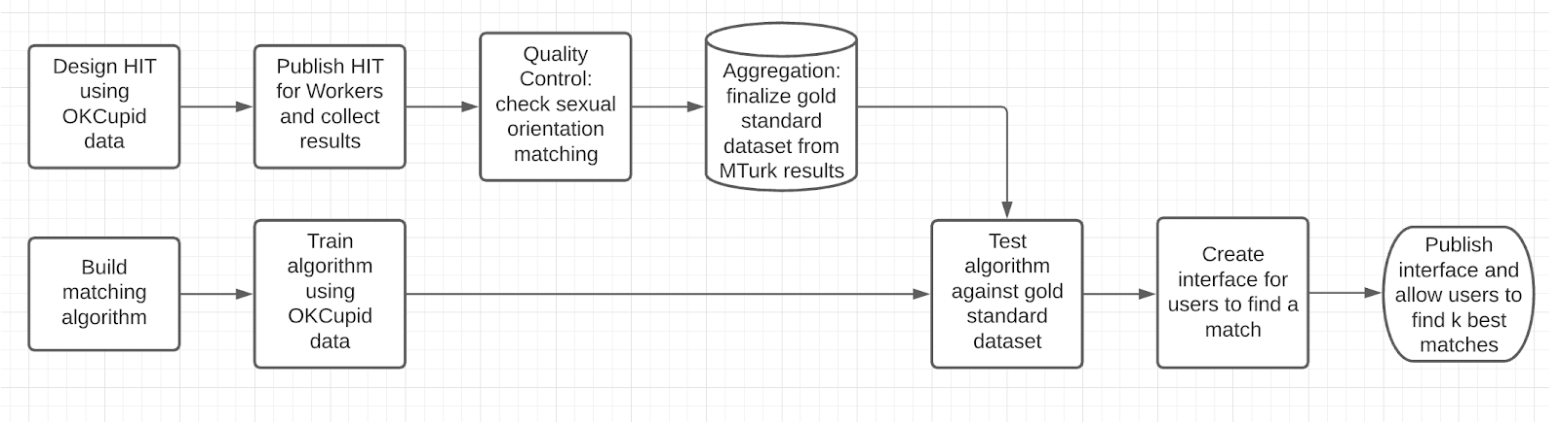 Design HIT
using
OKCupid
data
Publish HIT
for Workers
and collect
results
Quality
Control:
check sexual
orientation
matching
Aggregation:
finalize gold
standard
dataset from
MTurk results
Build
matching
algorithm
Train
algorithm
using
OKCupid
data
Test
algorithm
against gold
standard
dataset
Create
interface for
users to find a
match
Publish
interface and
allow users to
find k best
matches